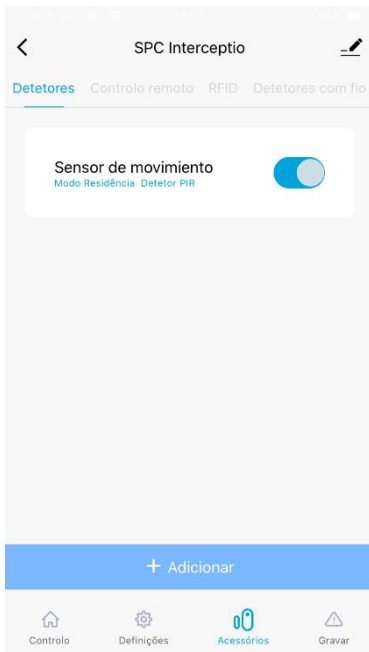 SPC Interceptio
Detetores Controlo remoto RFID Detetores com fio
Sensor de movimiento
Modo Residência Detetor PIR
+ Adicionar
Controlo Definições Acessórios Gravar